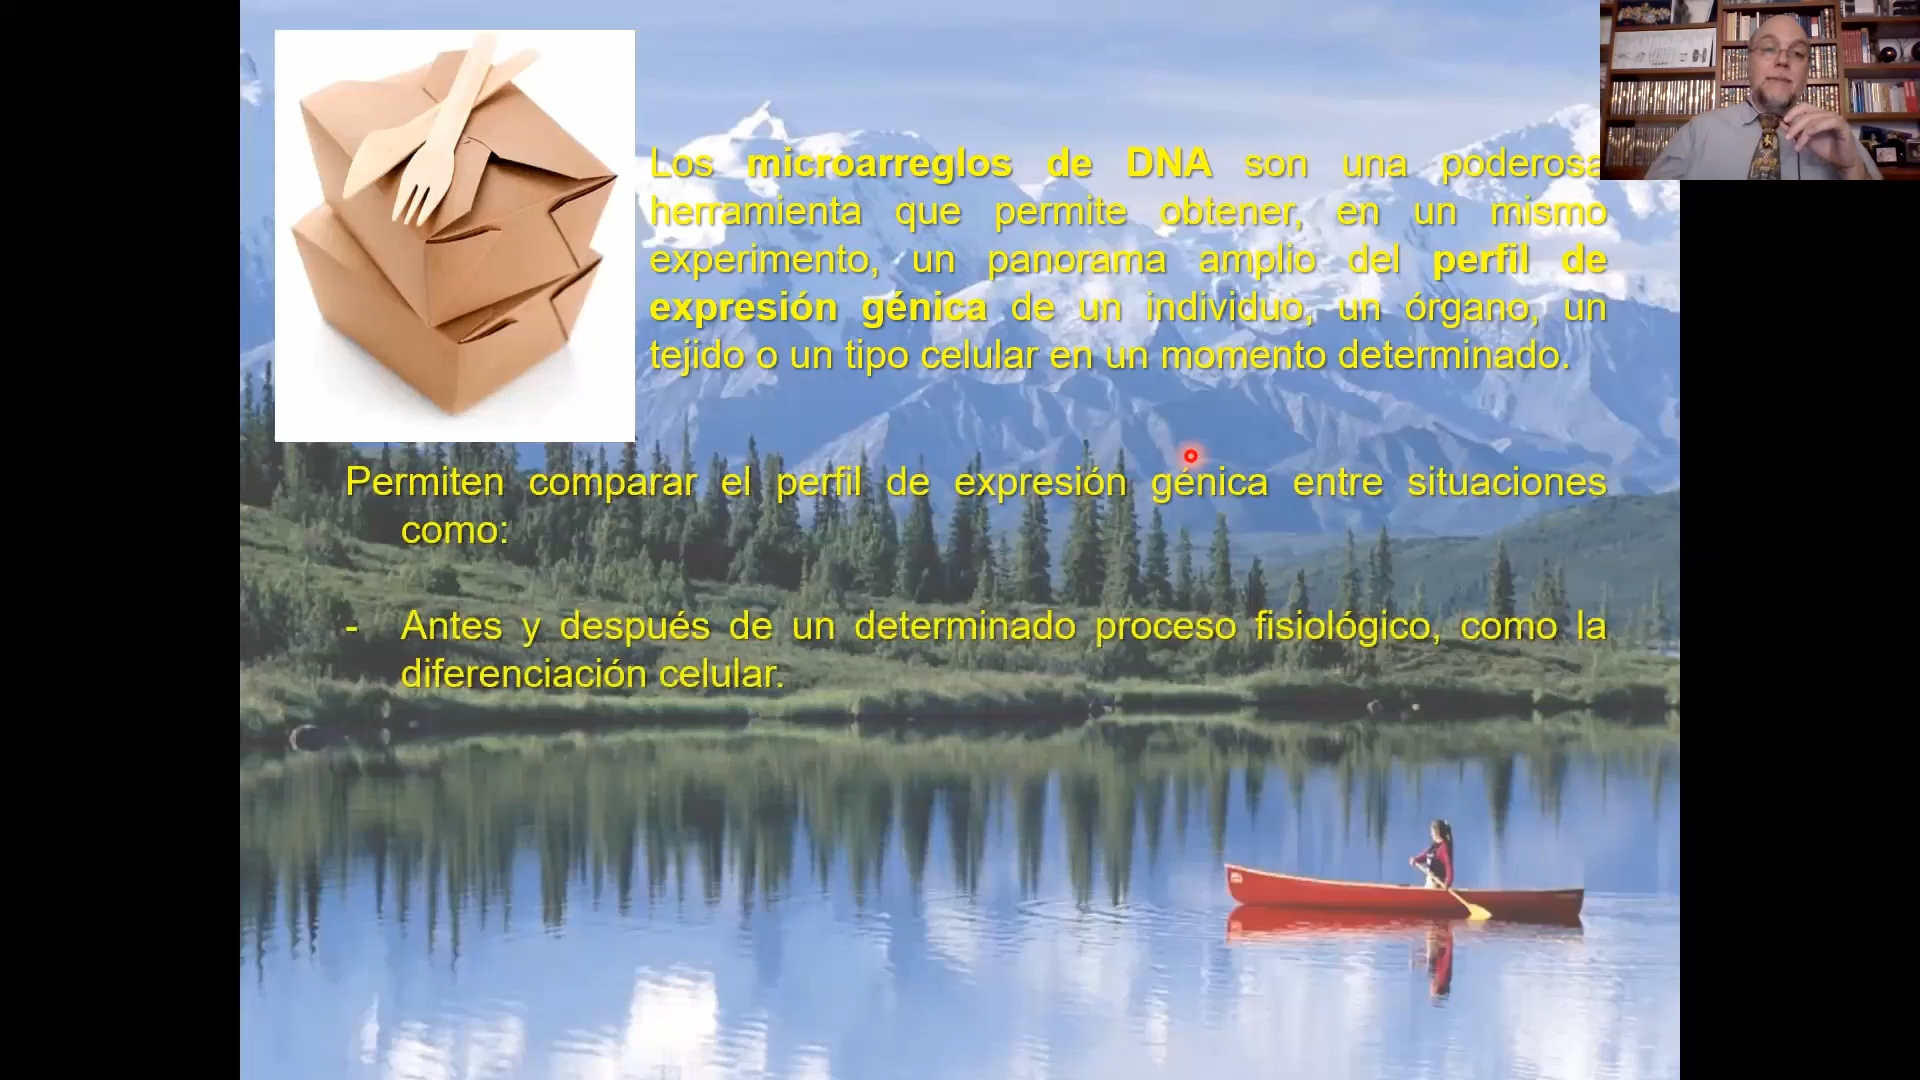 Los microarreglos de DNA son una poderosa
herramienta que permite obtener, en un mismo
experimento, un panorama amplio del perfil de
expresión génica de un individuo, un órgano, un
tejido o un tipo celular en un momento determinado.
Permiten comparar el perfil de expresión génica entre situaciones
como:
- Antes y después de un determinado proceso fisiológico, como la
diferenciación celular.